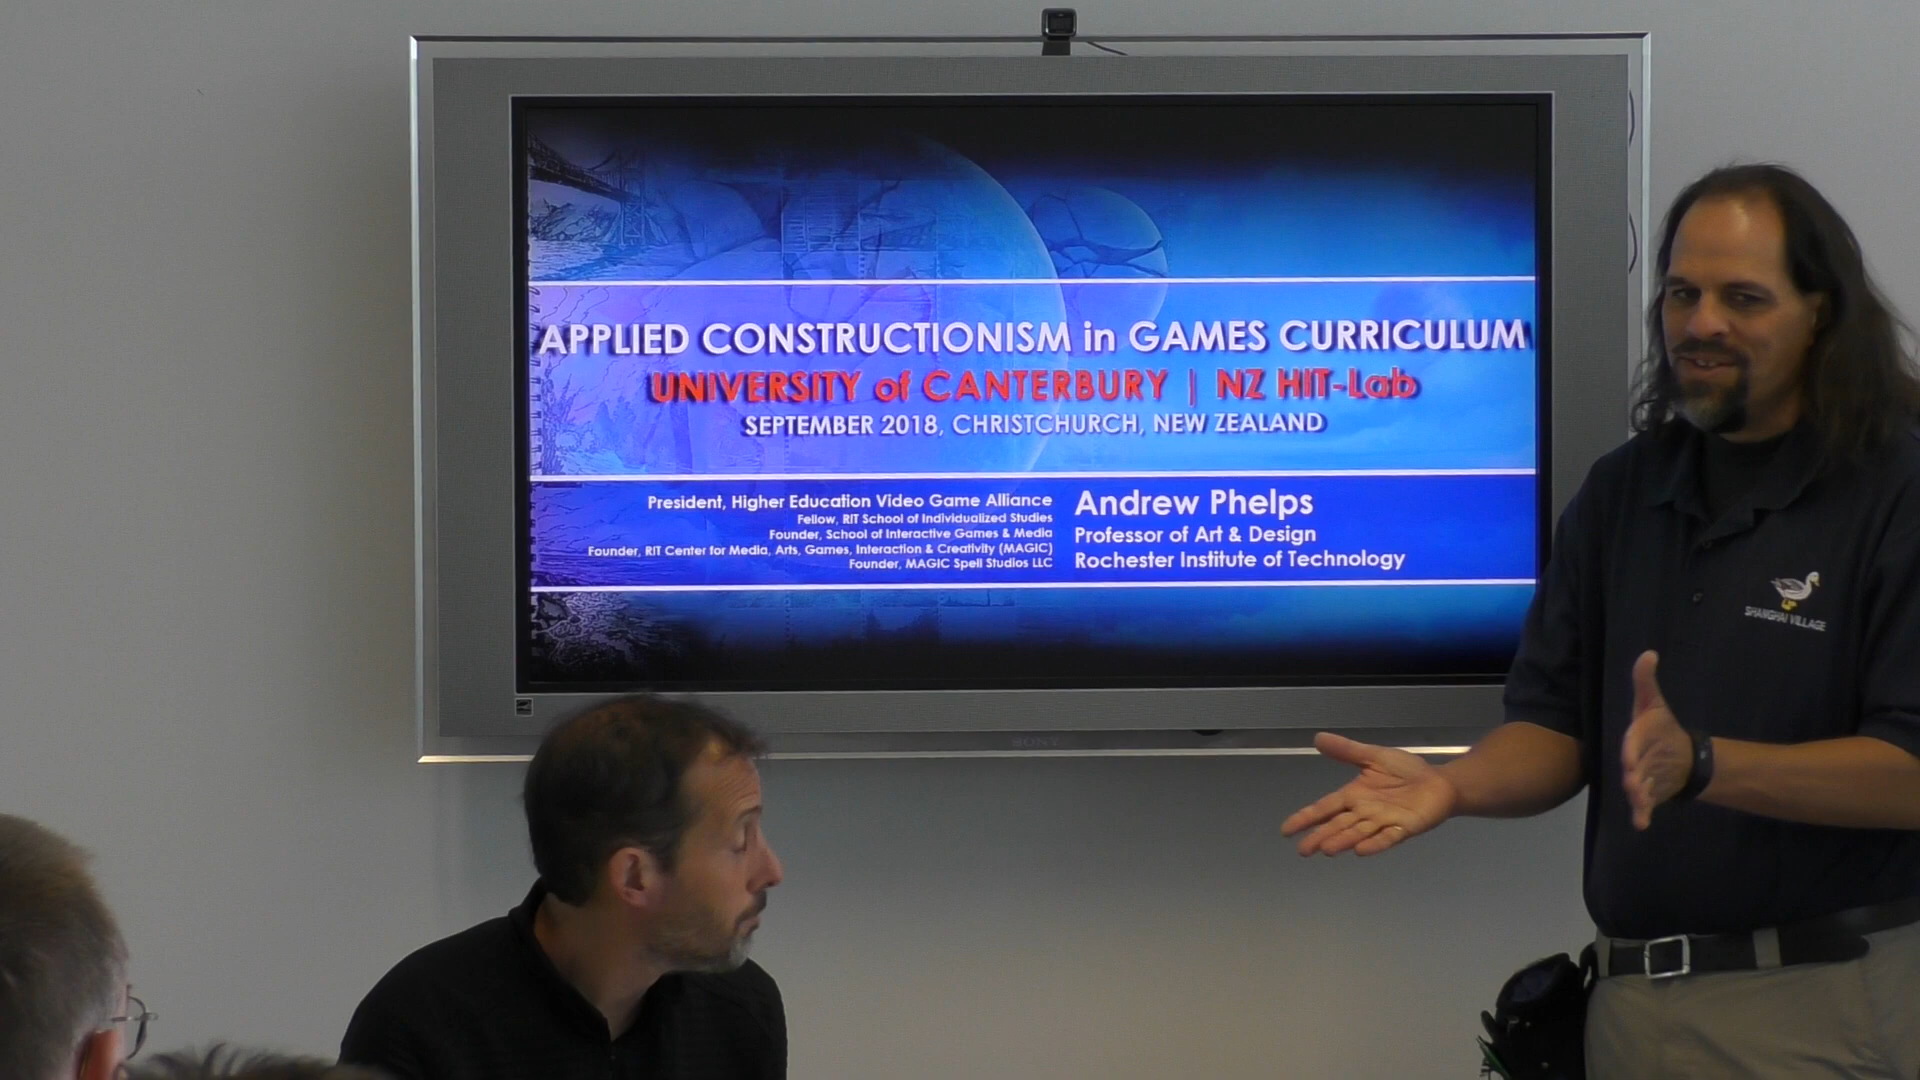 APPLIED CONSTRUCTIONISM in GAMES CURRICULUM
UNIVERSITY of CANTERBURY | NZ HIT-Lab
SEPTEMBER 2018, CHRISTCHURCH, NEW ZEALAND
President, Higher Education Video Game Alliance
Fellow, RIT School of Individualized Studies
Founder, School of Interactive Games & Media
Founder, RIT Center for Media, Arts, Games, Interaction & Creativity (MAGIC)
Founder, MAGIC Spell Studios LLC
Andrew Phelps
Professor of Art & Design
Rochester Institute of Technology
SHANGHAI VILLAGE
SONY